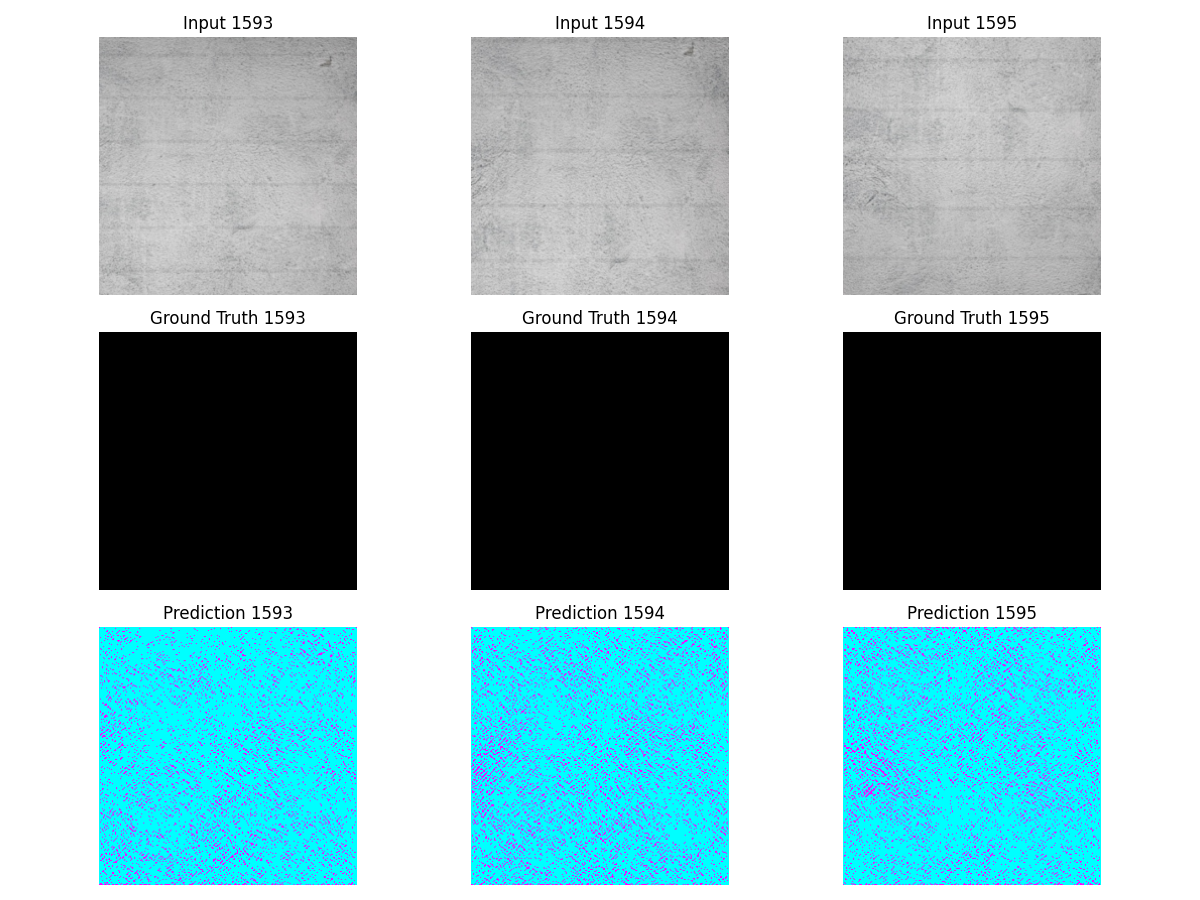 Input 1593
Input 1594
Input 1595
Ground Truth 1593
Ground Truth 1594
Ground Truth 1595
Prediction 1593
Prediction 1594
Prediction 1595